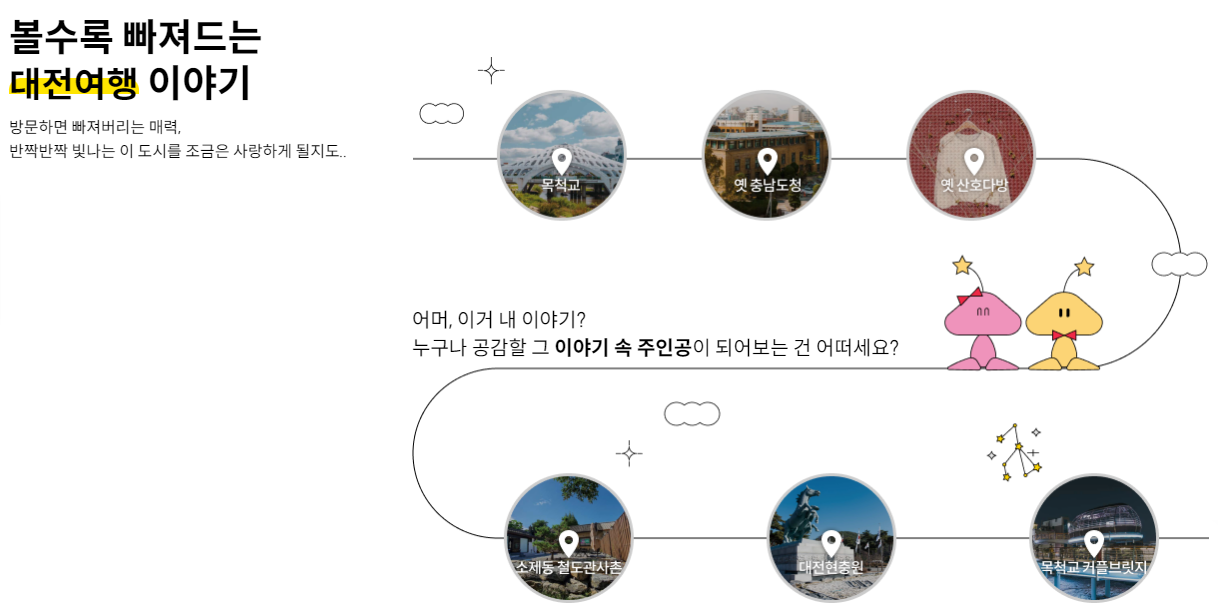 볼수록 빠져드는
대전여행 이야기
방문하면 빠져버리는 매력,
반짝반짝 빛나는 이 도시를 조금은 사랑하게 될지도..
목척교
옛 충남도청
옛 산호다방
어머, 이거 내 이야기?
누구나 공감할 그 이야기 속 주인공이 되어보는 건 어떠세요?
소제동 철도관사촌
대전현충원
목척교 커플브릿지